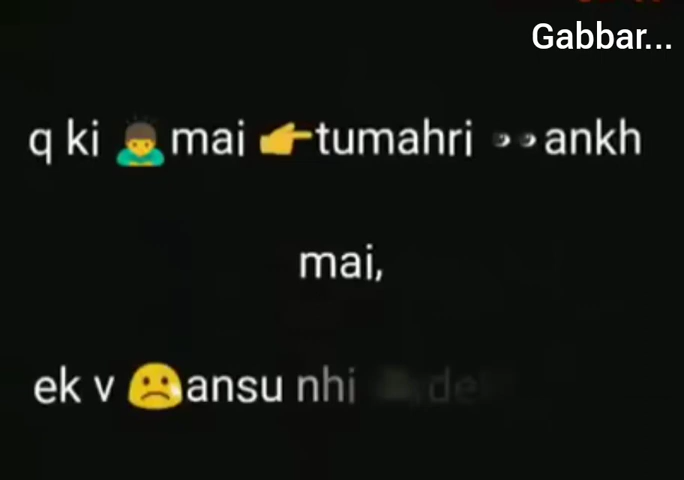 Gabbar...
q ki 🙇‍♂️ mai 👉tumahri 👀ankh
mai,
ek v ☹️ansu nhi